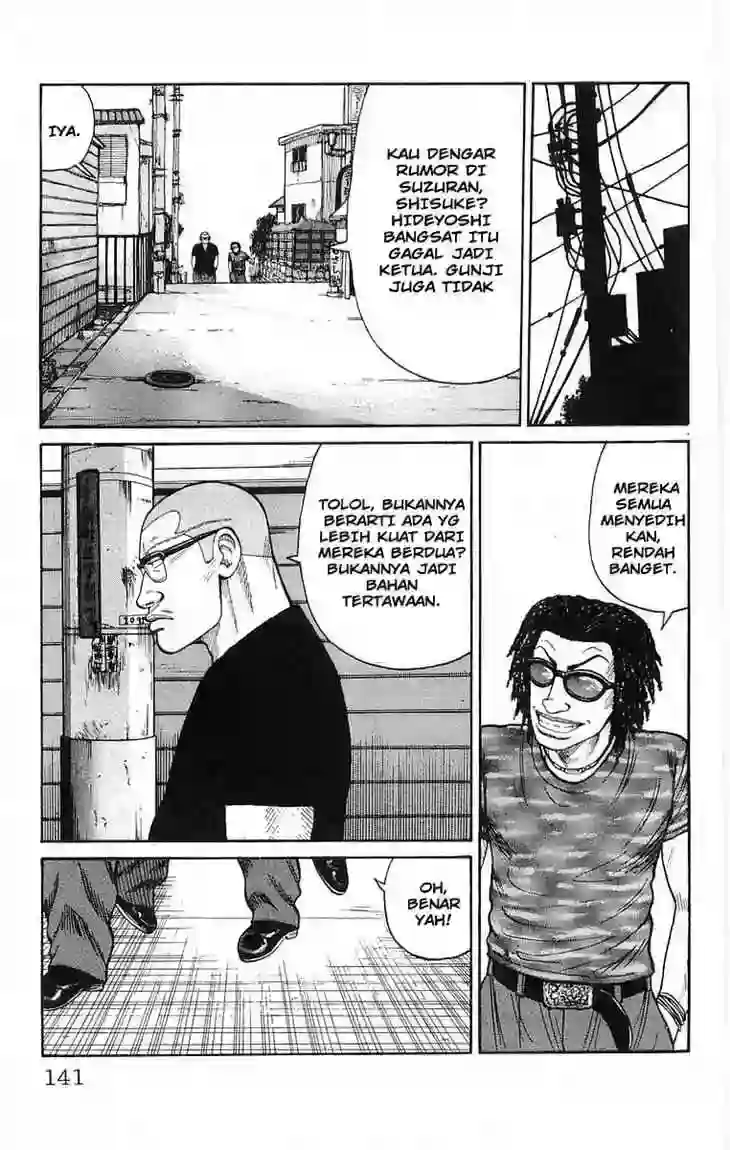 KAU DENGAR
RUMOR DI
SUZURAN,
SHISUKE?
HIDEYOSHI
BANGSAT ITU
GAGAL JADI
KETUA. GUNJI
JUGA TIDAK
IYA.
MEREKA
SEMUA
MENYEDIH
KAN,
RENDAH
BANGET.
TOLOL, BUKANNYA
BERARTI ADA YG
LEBIH KUAT DARI
MEREKA BERDUA?
BUKANNYA JADI
BAHAN
TERTAWAAN.
OH,
BENAR
YAH!
141